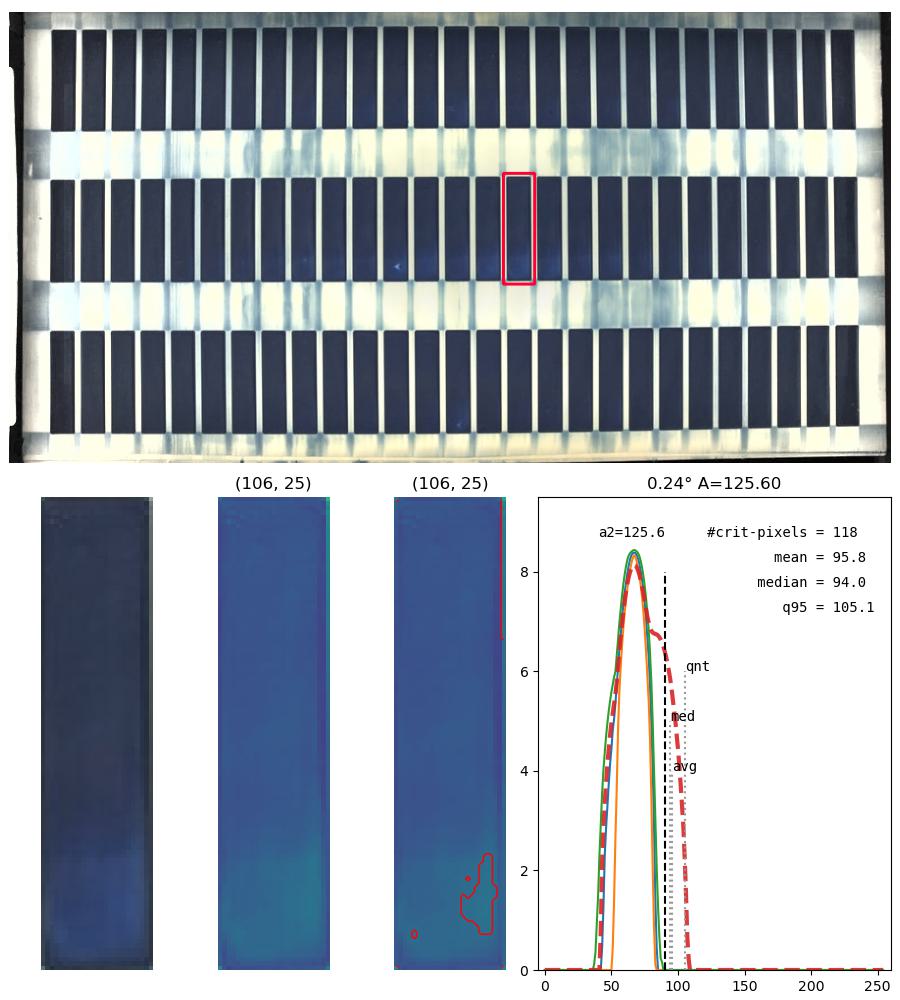 (106, 25)
(106, 25)
0.24° A=125.60
a2=125.6
#crit-pixels = 118
mean = 95.8
median = 94.0
q95 = 105.1
qnt
med
avg
8
6
4
2
0
0 50 100 150 200 250